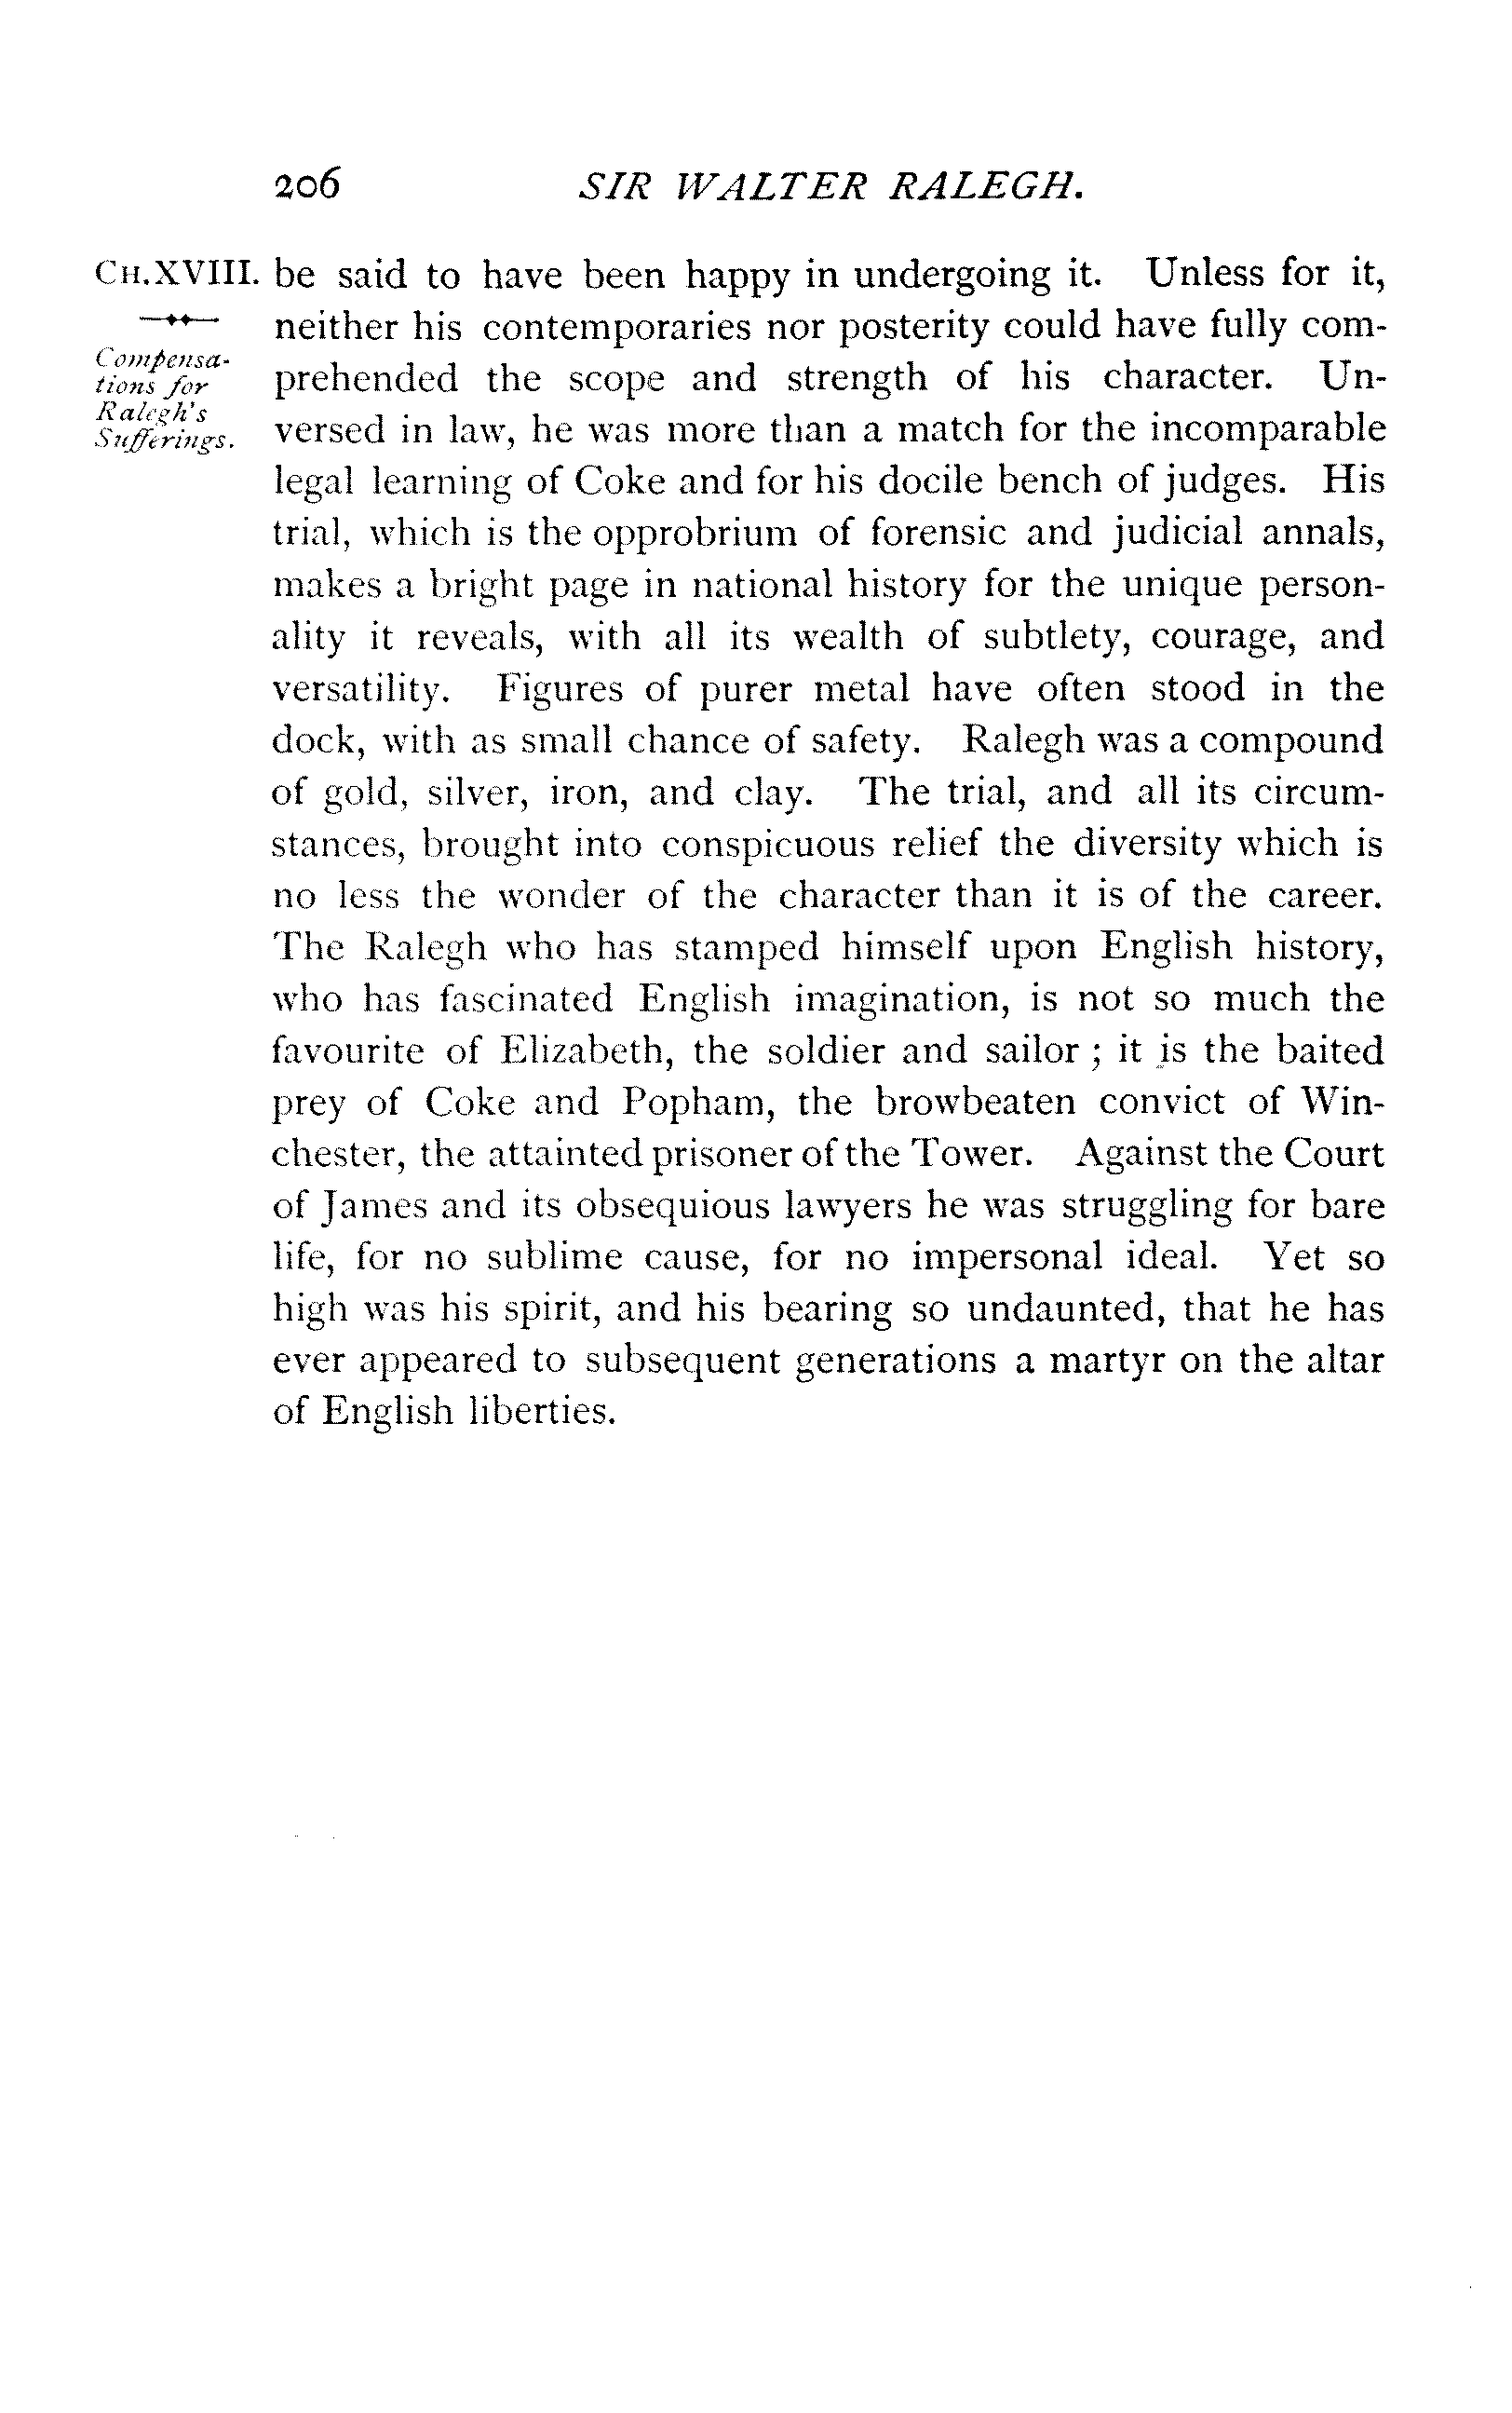 206 SIR WALTER RALEGH.
CH. XVIII.
Compensa-
tions for
Ralegh's
Sufferings.
be said to have been happy in undergoing it. Unless for it,
neither his contemporaries nor posterity could have fully com-
prehended the scope and strength of his character. Un-
versed in law, he was more than a match for the incomparable
legal learning of Coke and for his docile bench of judges. His
trial, which is the opprobrium of forensic and judicial annals,
makes a bright page in national history for the unique person-
ality it reveals, with all its wealth of subtlety, courage, and
versatility. Figures of purer metal have often stood in the
dock, with as small chance of safety. Ralegh was a compound
of gold, silver, iron, and clay. The trial, and all its circum-
stances, brought into conspicuous relief the diversity which is
no less the wonder of the character than it is of the career.
The Ralegh who has stamped himself upon English history,
who has fascinated English imagination, is not so much the
favourite of Elizabeth, the soldier and sailor ; it is the baited
prey of Coke and Popham, the browbeaten convict of Win-
chester, the attainted prisoner of the Tower. Against the Court
of James and its obsequious lawyers he was struggling for bare
life, for no sublime cause, for no impersonal ideal. Yet so
high was his spirit, and his bearing so undaunted, that he has
ever appeared to subsequent generations a martyr on the altar
of English liberties.